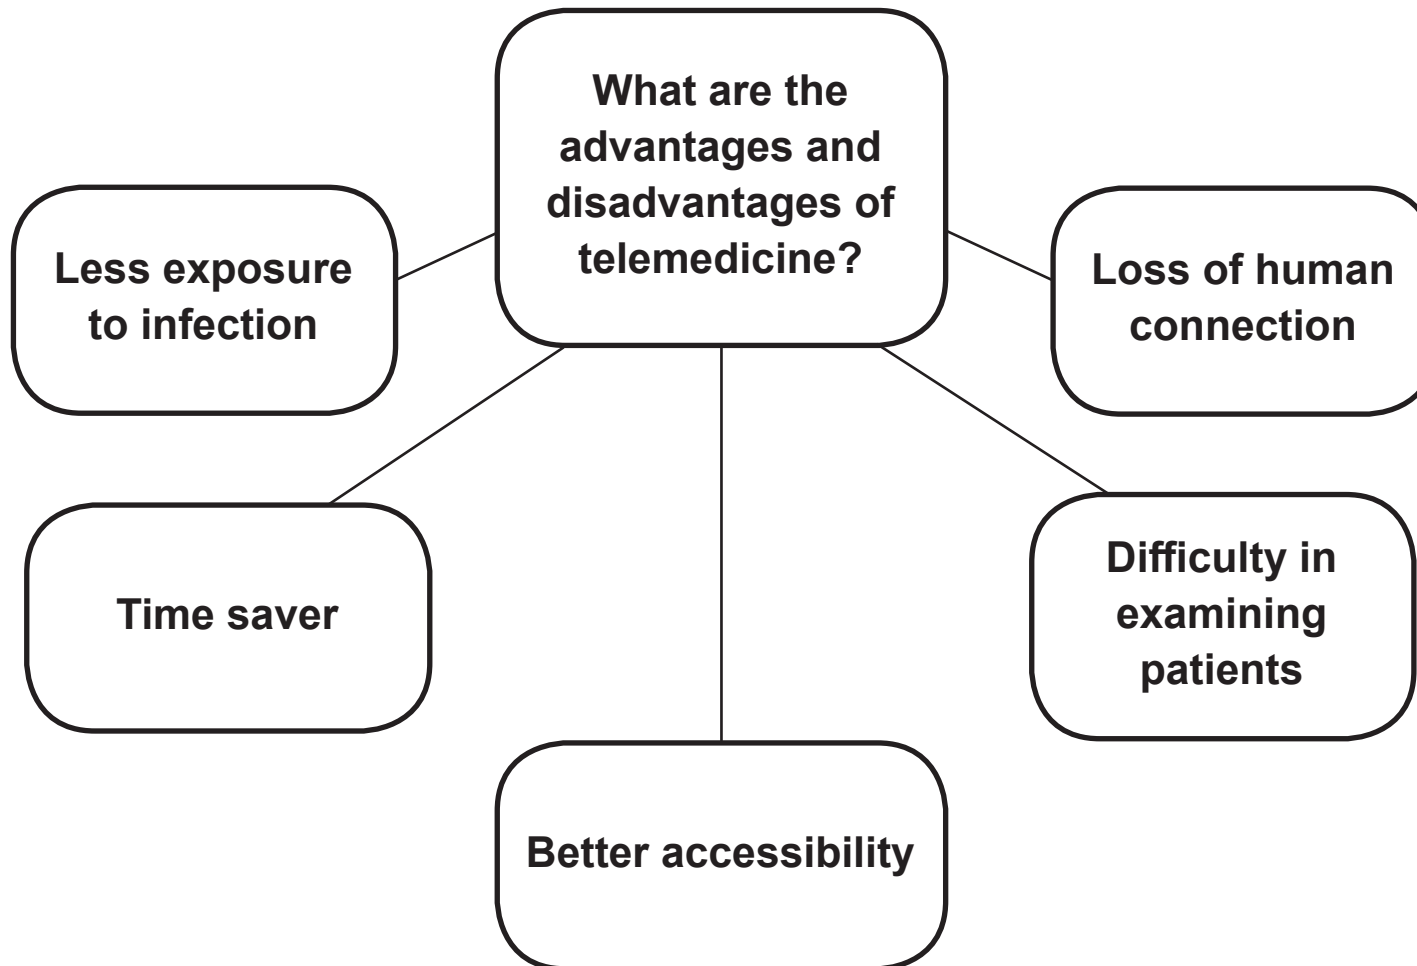 What are the
advantages and
disadvantages of
telemedicine?
Less exposure
to infection
Loss of human
connection
Time saver
Difficulty in
examining
patients
Better accessibility